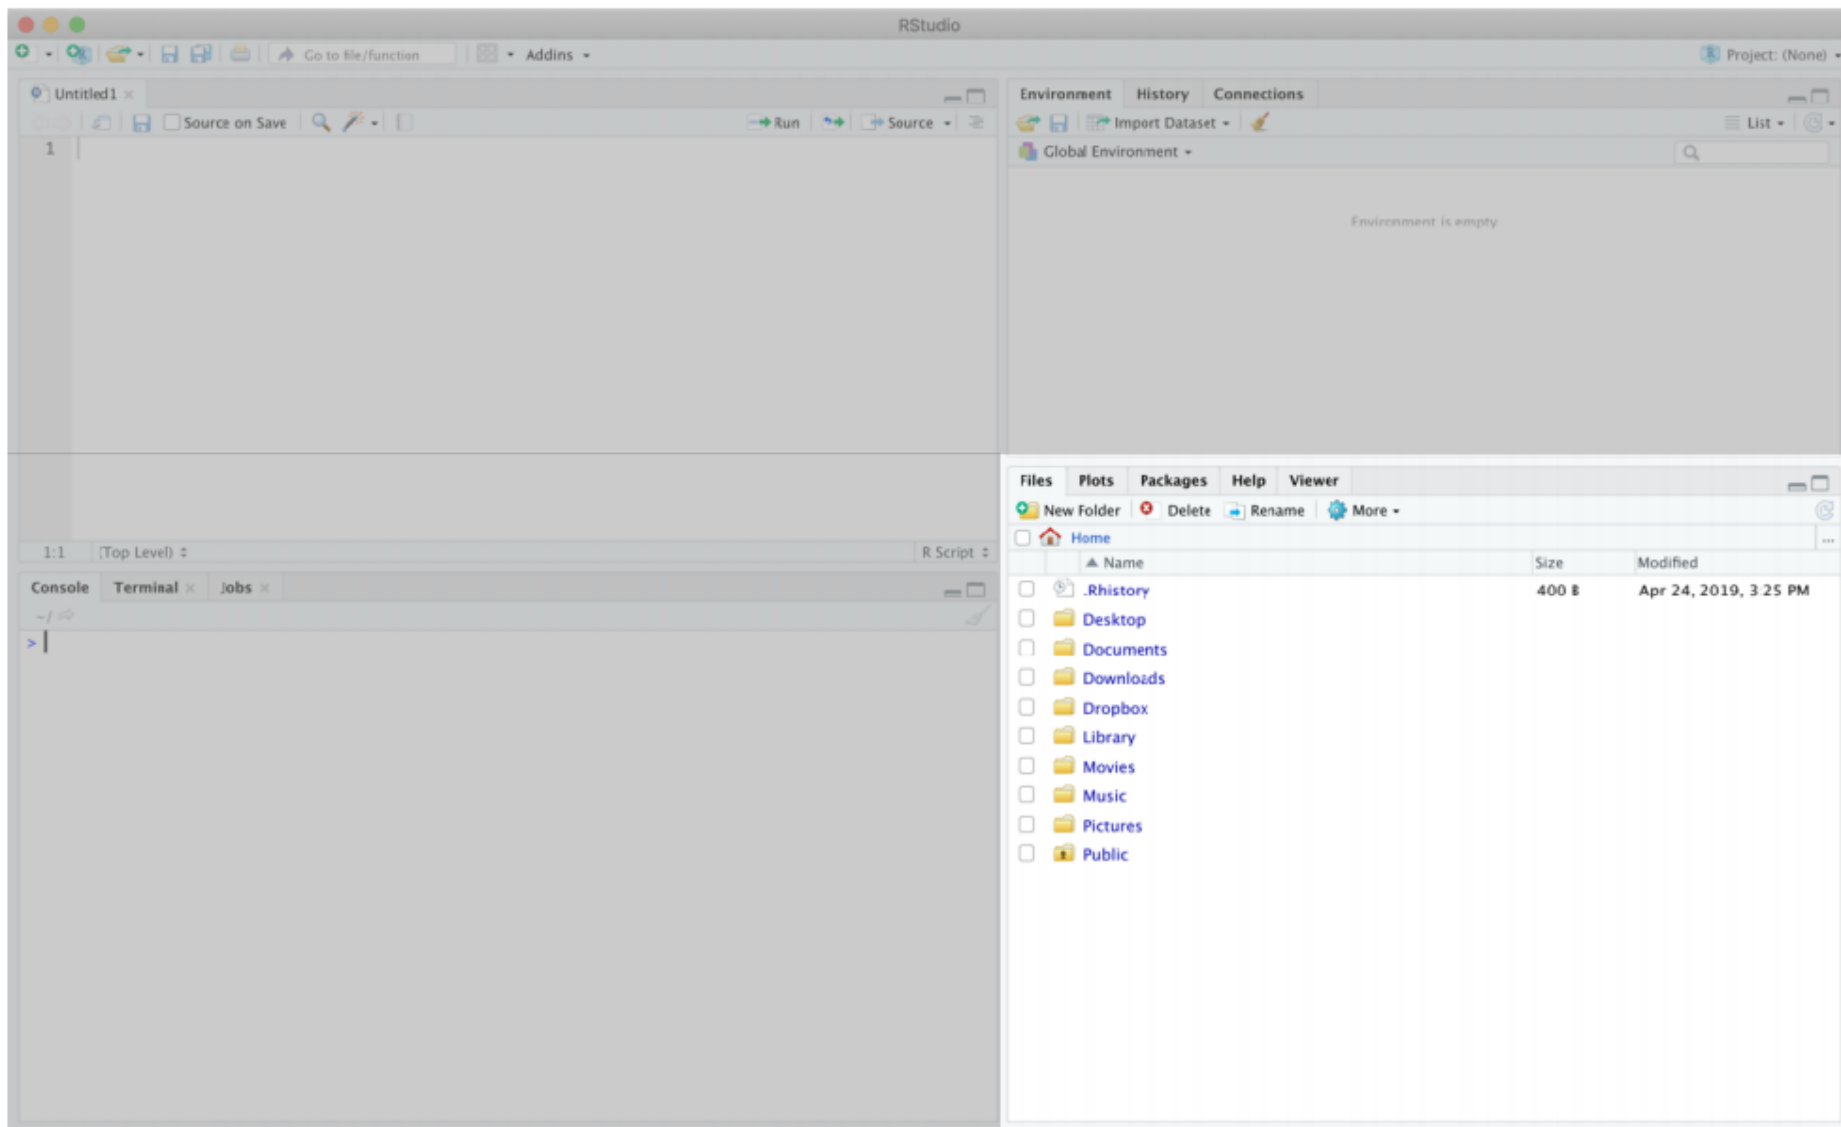 RStudio
Go to file/function Addins Project: (None)
Untitled1
Source on Save Run Source
1
1:1 (Top Level) R Script
Console Terminal Jobs
~/
>
Environment History Connections
Import Dataset List
Global Environment
Environment is empty
Files Plots Packages Help Viewer
New Folder Delete Rename More
Home ...
Name Size Modified
.Rhistory 400 B Apr 24, 2019, 3:25 PM
Desktop
Documents
Downloads
Dropbox
Library
Movies
Music
Pictures
Public